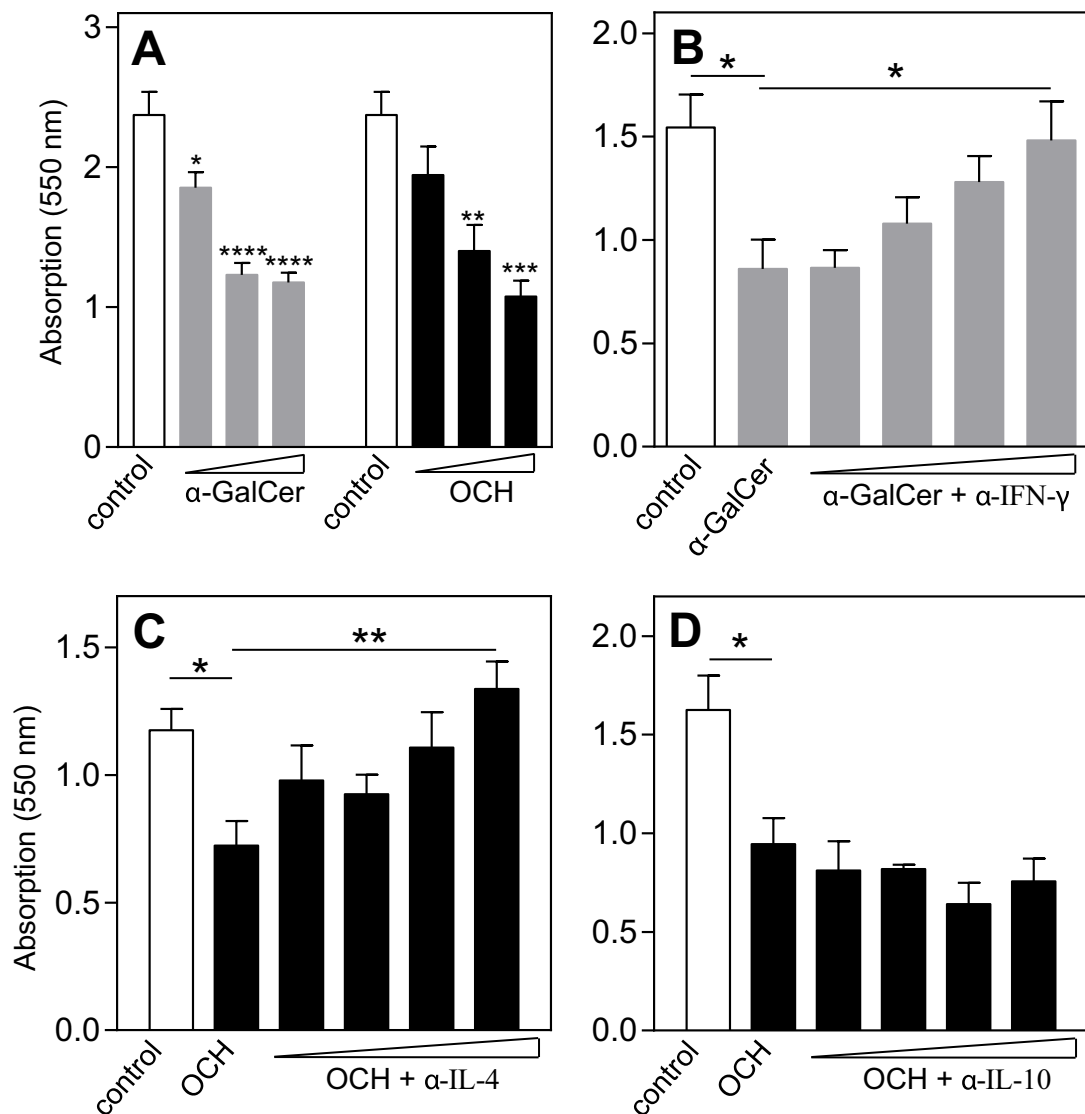 A
Absorption (550 nm)
3
2
1
0
*
****
****
**
***
control
α-GalCer
control
OCH
B
2.0
1.5
1.0
0.5
0.0
*
*
control
α-GalCer
α-GalCer + α-IFN-γ
C
Absorption (550 nm)
1.5
1.0
0.5
0.0
*
**
control
OCH
OCH + α-IL-4
D
2.0
1.5
1.0
0.5
0.0
*
control
OCH
OCH + α-IL-10